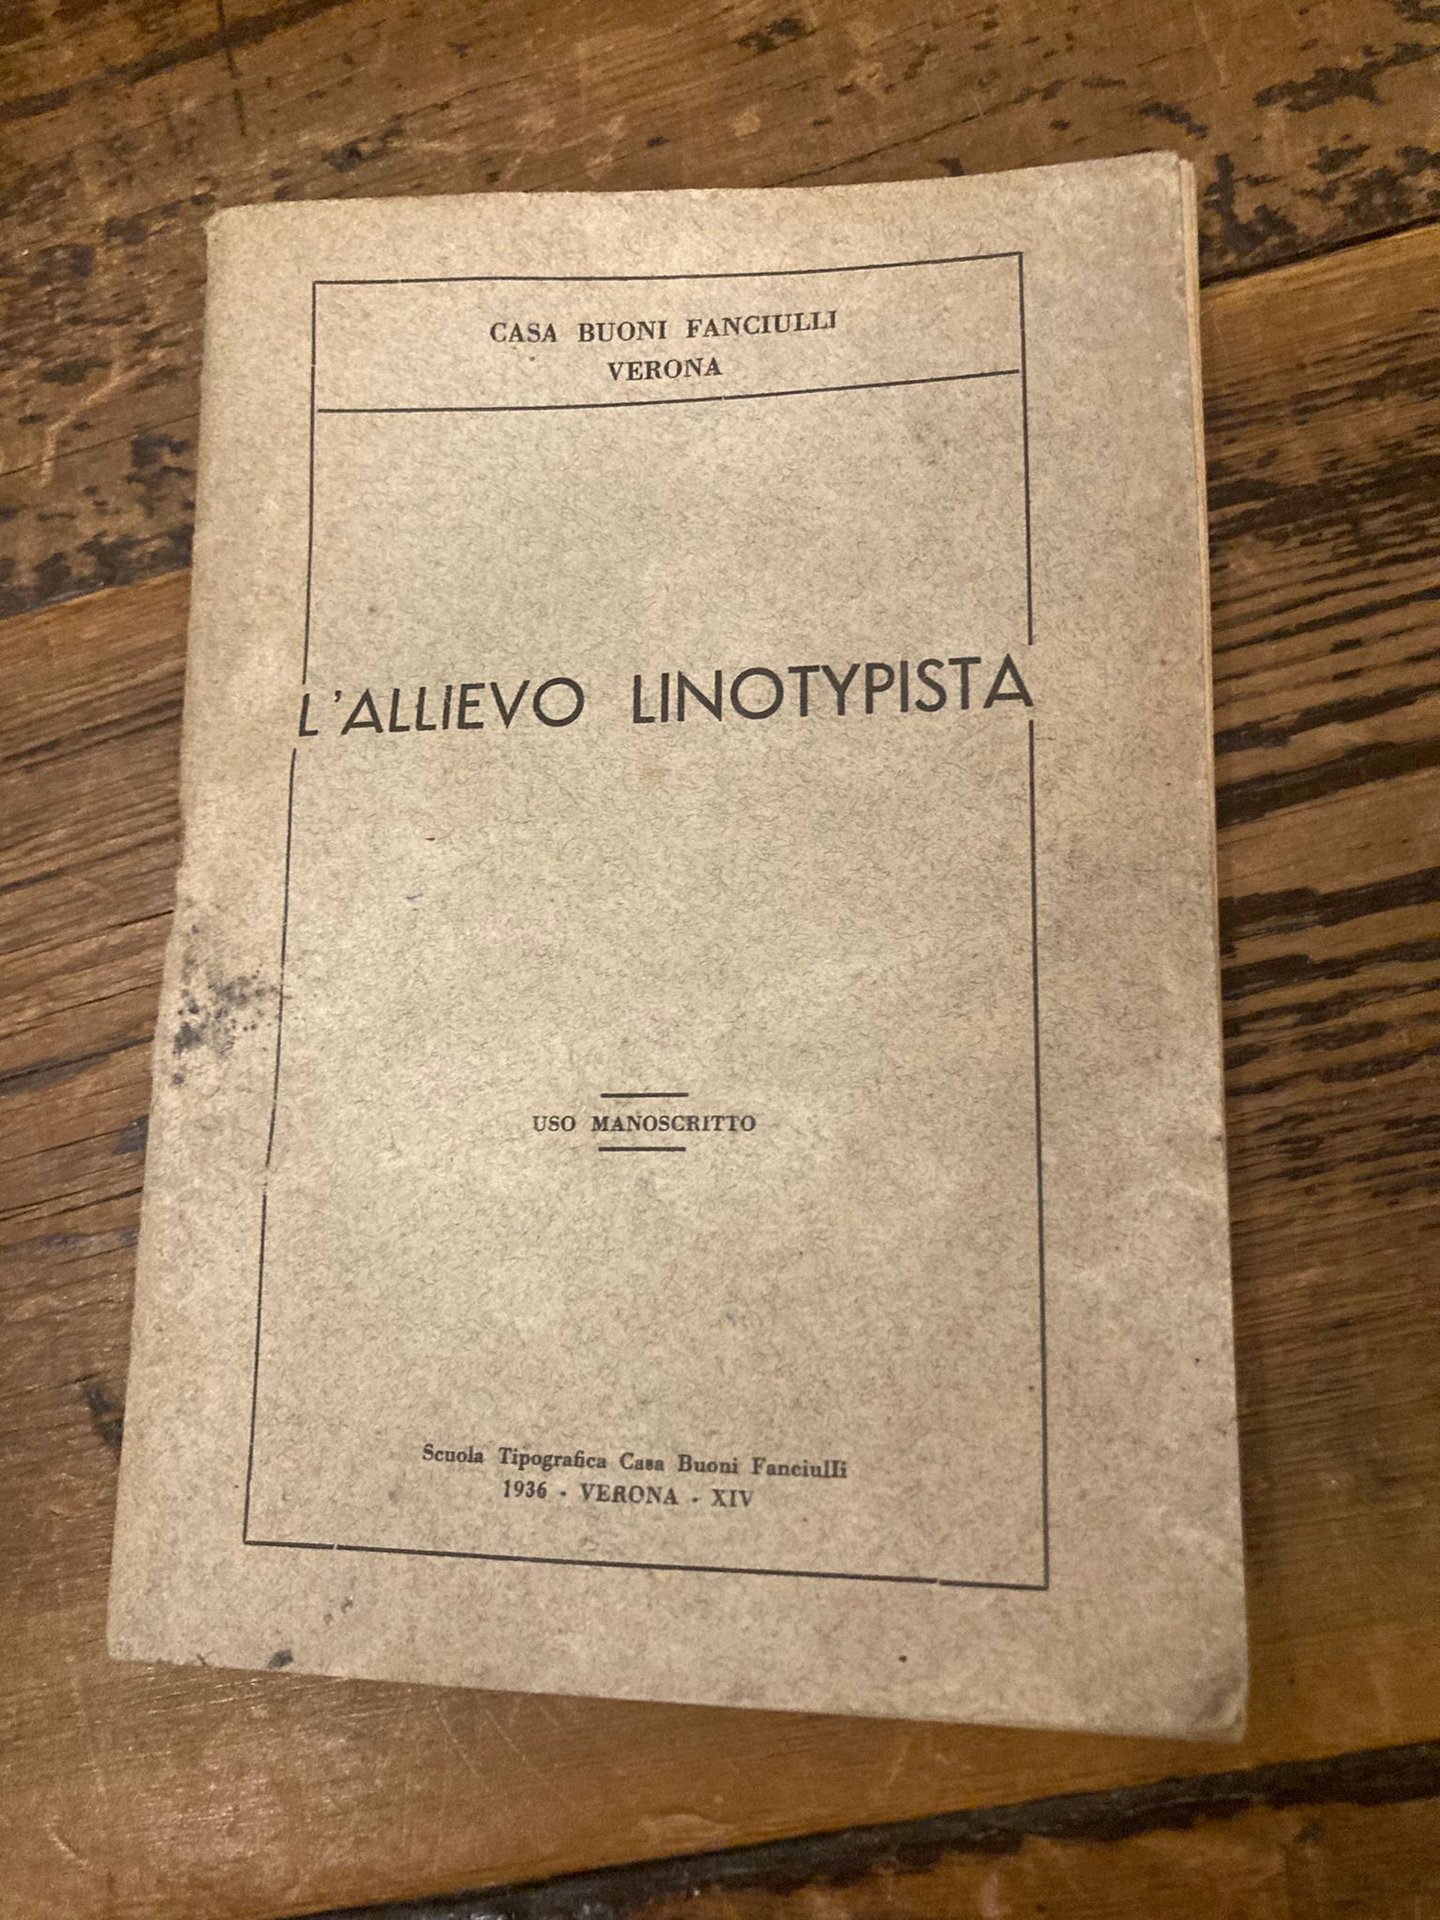 CASA BUONI FANCIULLI
VERONA
L'ALLIEVO LINOTYPISTA
USO MANOSCRITTO
Scuola Tipografica Casa Buoni Fanciulli
1936 - VERONA - XIV